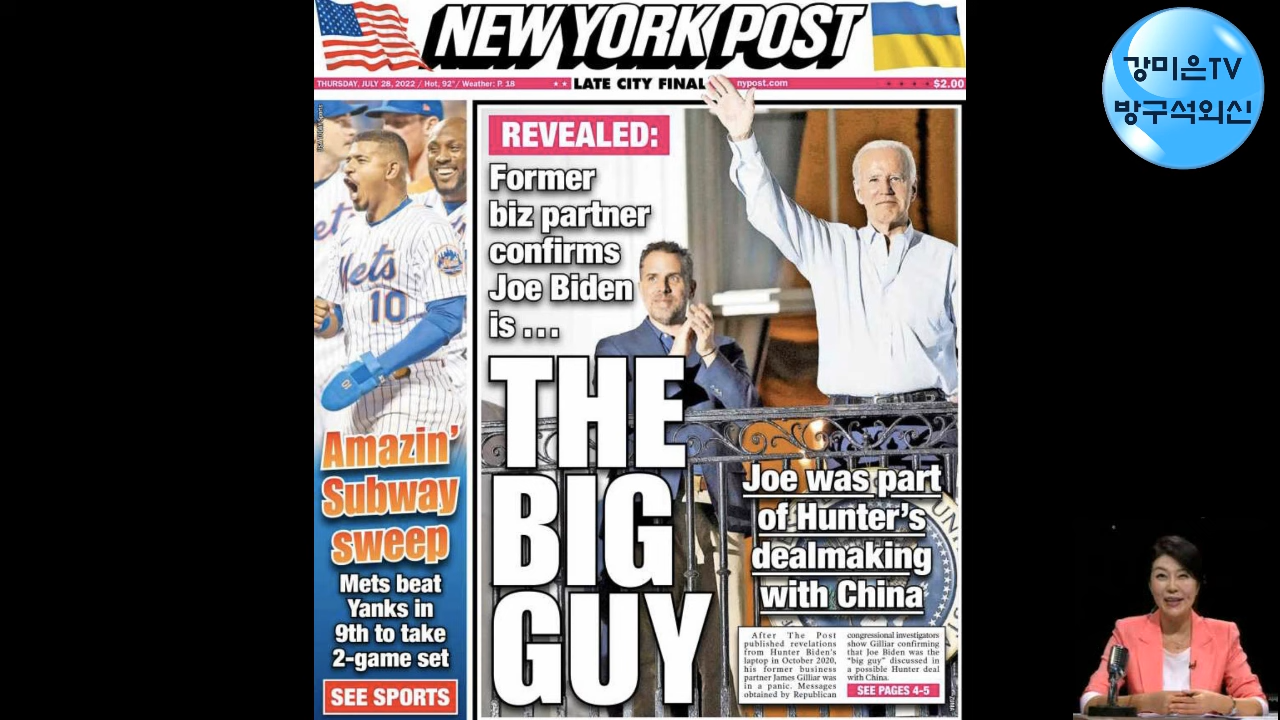 NEW YORK POST
THURSDAY, JULY 28, 2022 / Hot, 92°/ Weather: P. 18
LATE CITY FINAL
nypost.com
$2.00
강미은TV
방구석외신
REVEALED:
Former
biz partner
confirms
Joe Biden
is ...
THE
BIG
GUY
Joe was part
of Hunter's
dealmaking
with China
After The Post
published revelations
from Hunter Biden's
laptop in October 2020,
his former business
partner James Gilliar was
in a panic. Messages
obtained by Republican
congressional investigators
show Gilliar confirming
that Joe Biden was the
"big guy" discussed in
a possible Hunter deal
with China.
SEE PAGES 4-5
Mets
10
Amazin'
Subway
sweep
Mets beat
Yanks in
9th to take
2-game set
SEE SPORTS